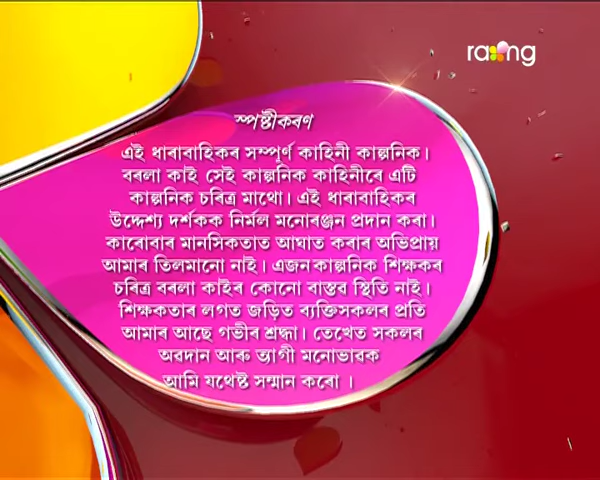 rang
স্পষ্টীকৰণ
এই ধাৰাবাহিকৰ সম্পূৰ্ণ কাহিনী কাল্পনিক।
বৰলা কাই সেই কাল্পনিক কাহিনীৰে এটি
কাল্পনিক চৰিত্ৰ মাথো। এই ধাৰাবাহিকৰ
উদ্দেশ্য দৰ্শকক নিৰ্মল মনোৰঞ্জন প্ৰদান কৰা।
কাৰোবাৰ মানসিকতাত আঘাত কৰাৰ অভিপ্ৰায়
আমাৰ তিলমানো নাই। এজন কাল্পনিক শিক্ষকৰ
চৰিত্ৰ বৰলা কাইৰ কোনো বাস্তৱ স্থিতি নাই।
শিক্ষকতাৰ লগত জড়িত ব্যক্তিসকলৰ প্ৰতি
আমাৰ আছে গভীৰ শ্ৰদ্ধা। তেখেত সকলৰ
অৱদান আৰু ত্যাগী মনোভাৱক
আমি যথেষ্ট সন্মান কৰো ।